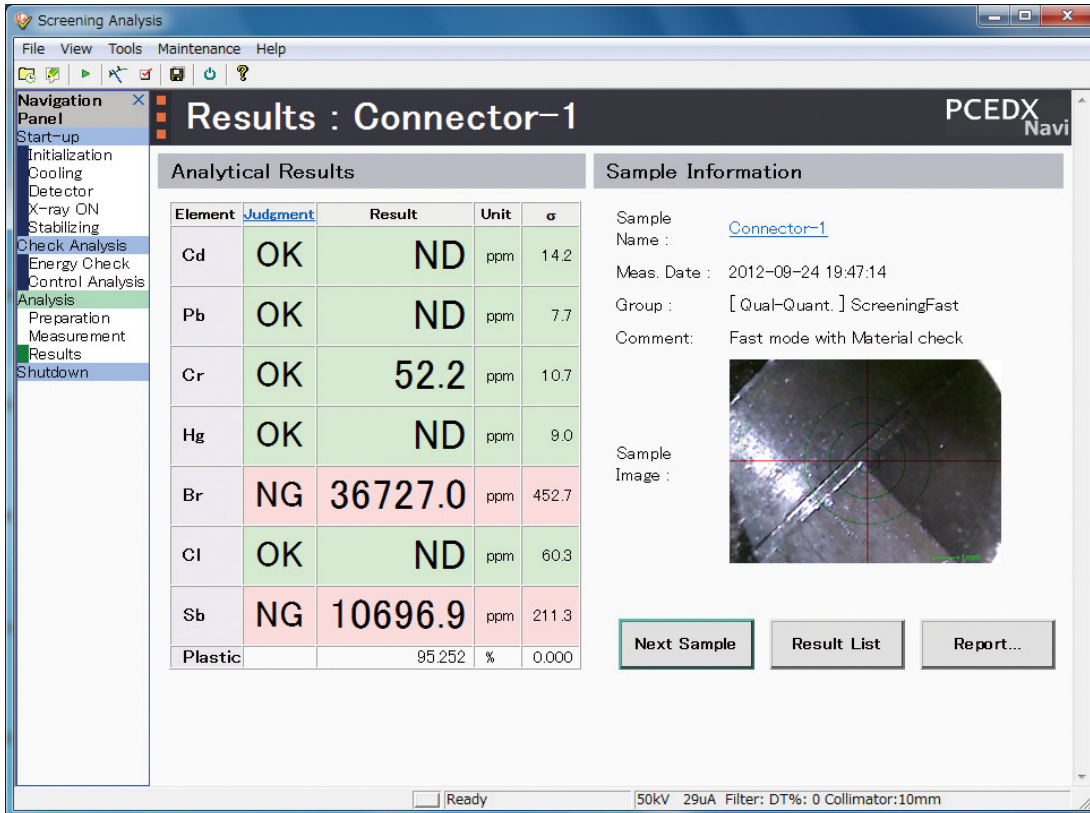 Screening Analysis
File View Tools Maintenance Help
Navigation Panel
Start-up
Initialization
Cooling
Detector
X-ray ON
Stabilizing
Check Analysis
Energy Check
Control Analysis
Analysis
Preparation
Measurement
Results
Shutdown
Results : Connector-1
PCEDX Navi
Analytical Results
Element Judgment Result Unit σ
Cd OK ND ppm 14.2
Pb OK ND ppm 7.7
Cr OK 52.2 ppm 10.7
Hg OK ND ppm 9.0
Br NG 36727.0 ppm 452.7
Cl OK ND ppm 60.3
Sb NG 10696.9 ppm 211.3
Plastic 95.252 % 0.000
Sample Information
Sample Name : Connector-1
Meas. Date : 2012-09-24 19:47:14
Group : [ Qual-Quant. ] ScreeningFast
Comment: Fast mode with Material check
Sample Image :
Next Sample Result List Report...
Ready 50kV 29uA Filter: DT%: 0 Collimator:10mm